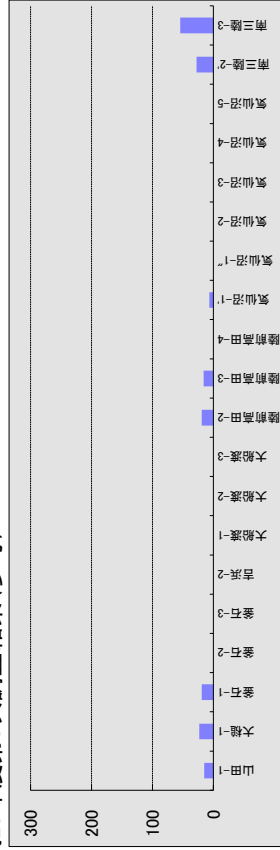 300
200
100
0
山田-1
大槌-1
釜石-1
釜石-2
釜石-3
吉浜-2
大船渡-1
大船渡-2
大船渡-3
陸前高田-2
陸前高田-3
陸前高田-4
気仙沼-1'
気仙沼-1"
気仙沼-2
気仙沼-3
気仙沼-4
気仙沼-5
南三陸-2'
南三陸-3